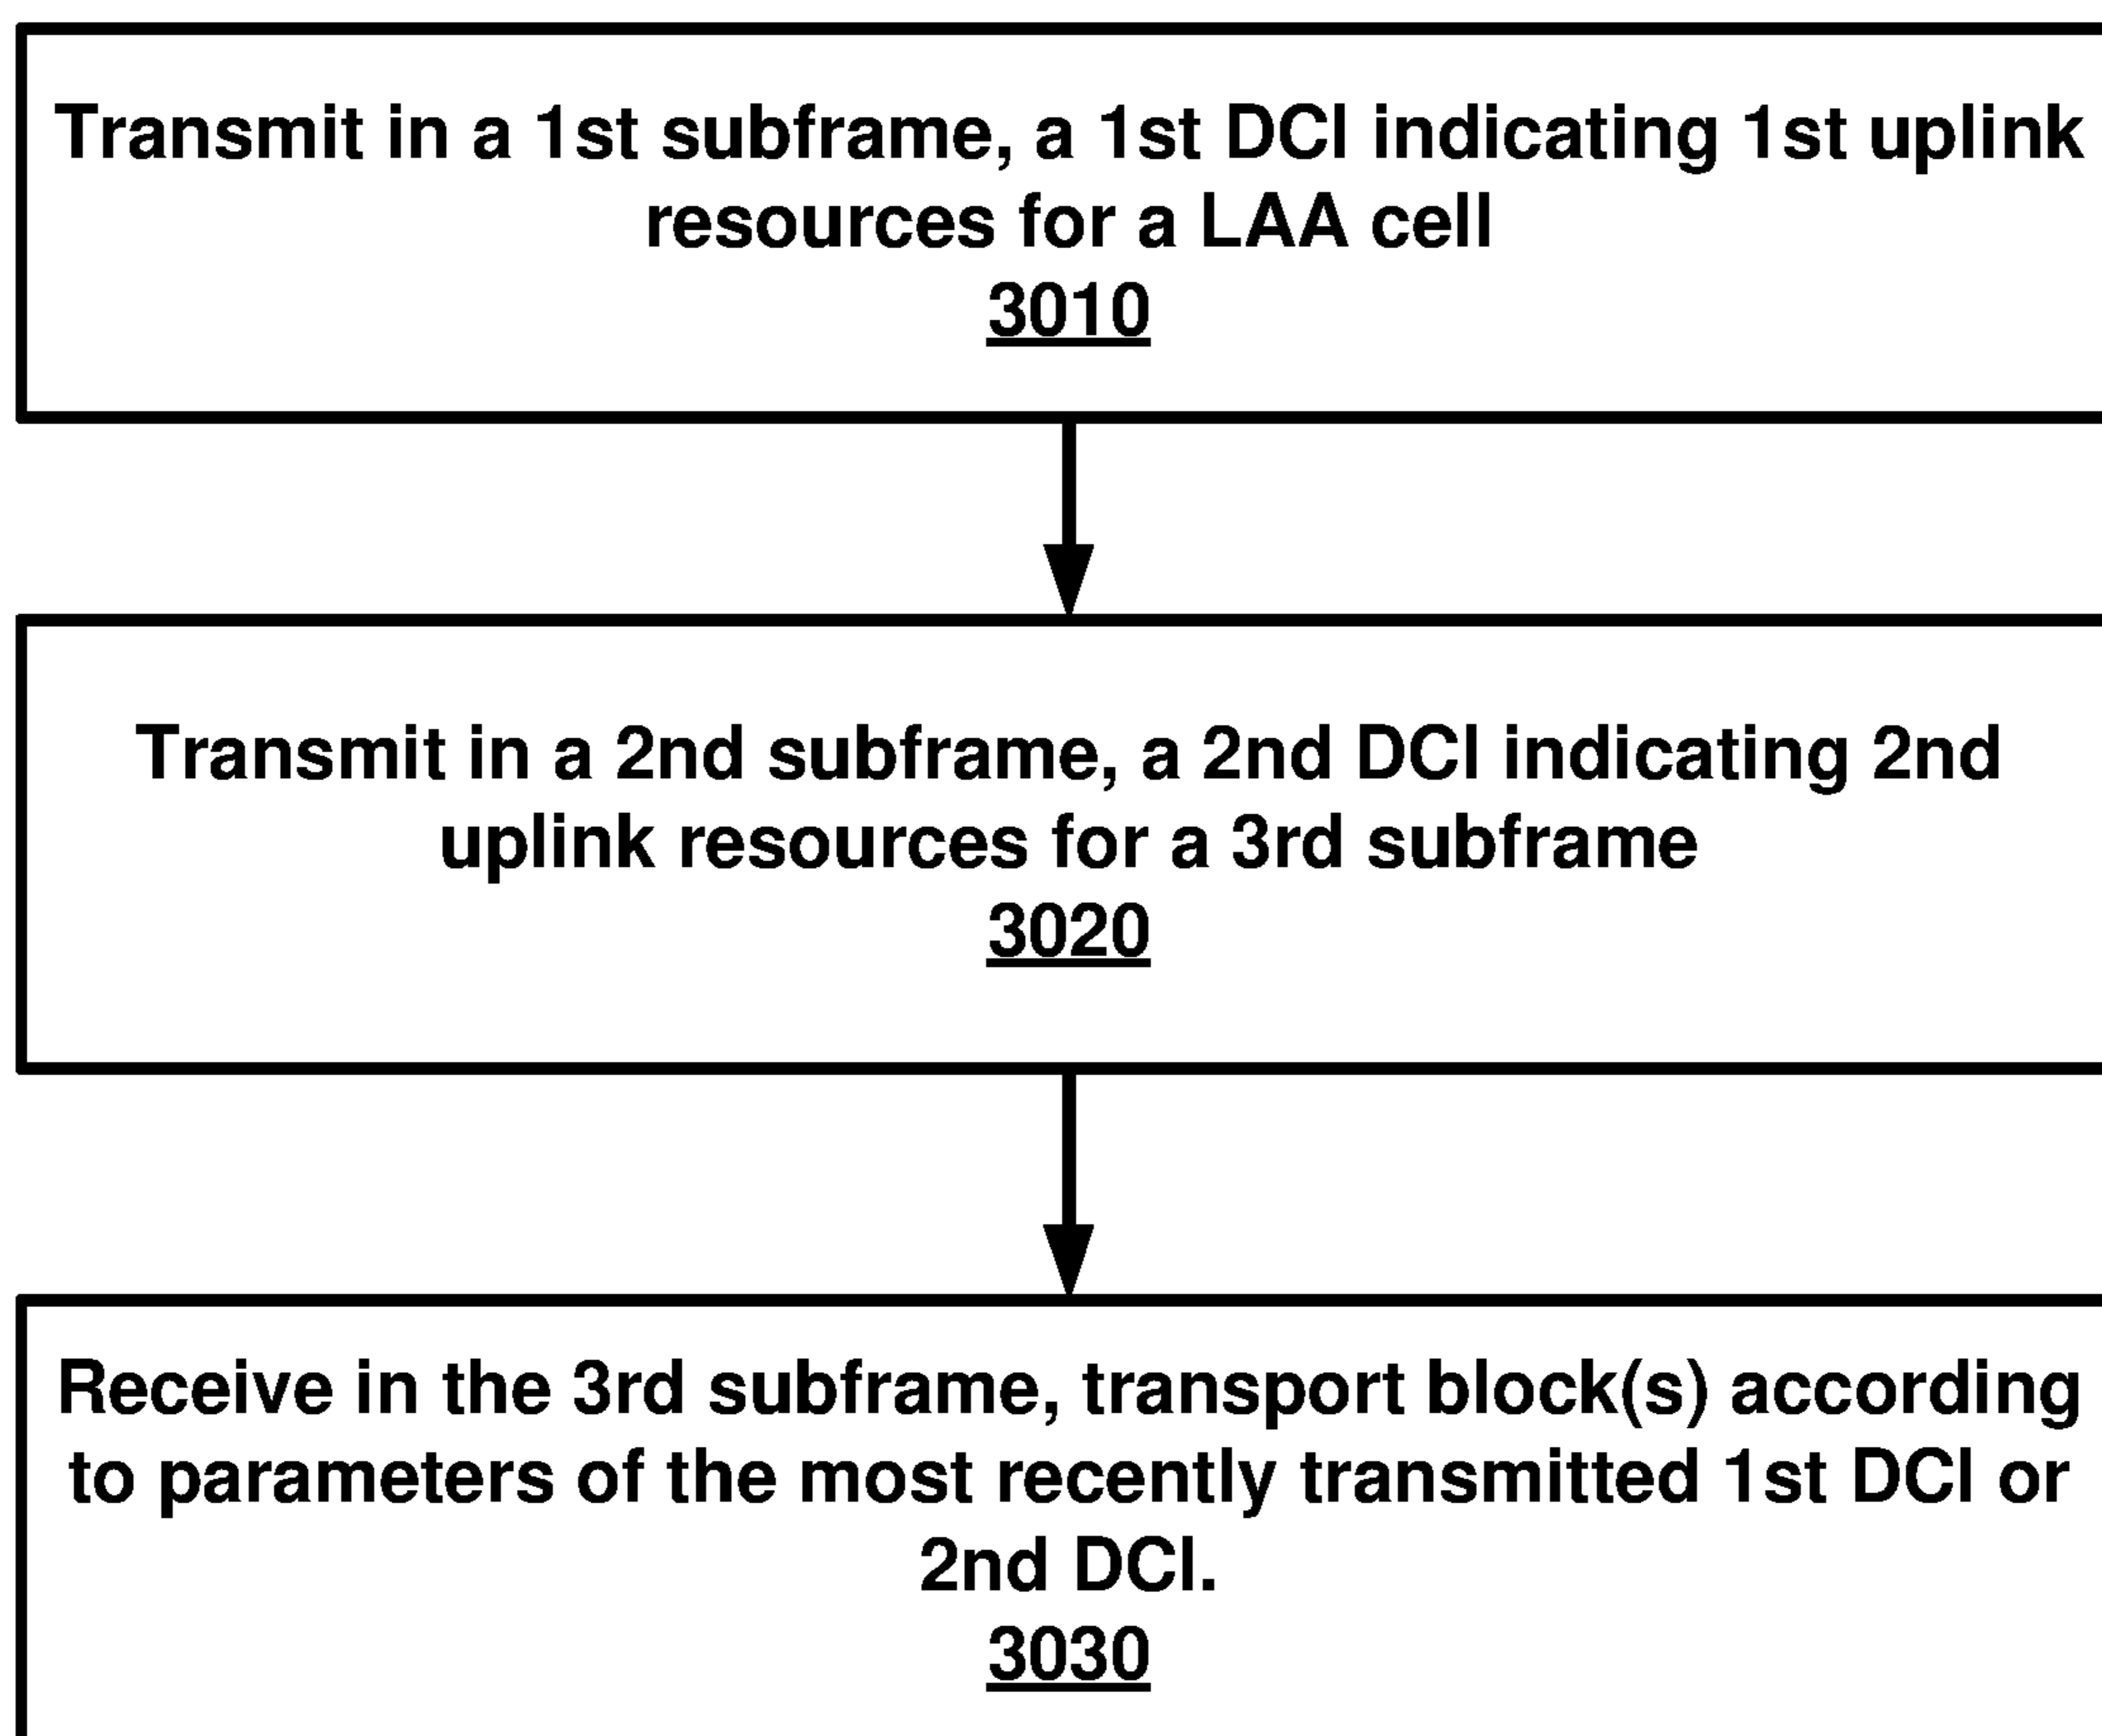 Transmit in a 1st subframe, a 1st DCI indicating 1st uplink
resources for a LAA cell
3010
Transmit in a 2nd subframe, a 2nd DCI indicating 2nd
uplink resources for a 3rd subframe
3020
Receive in the 3rd subframe, transport block(s) according
to parameters of the most recently transmitted 1st DCI or
2nd DCI.
3030